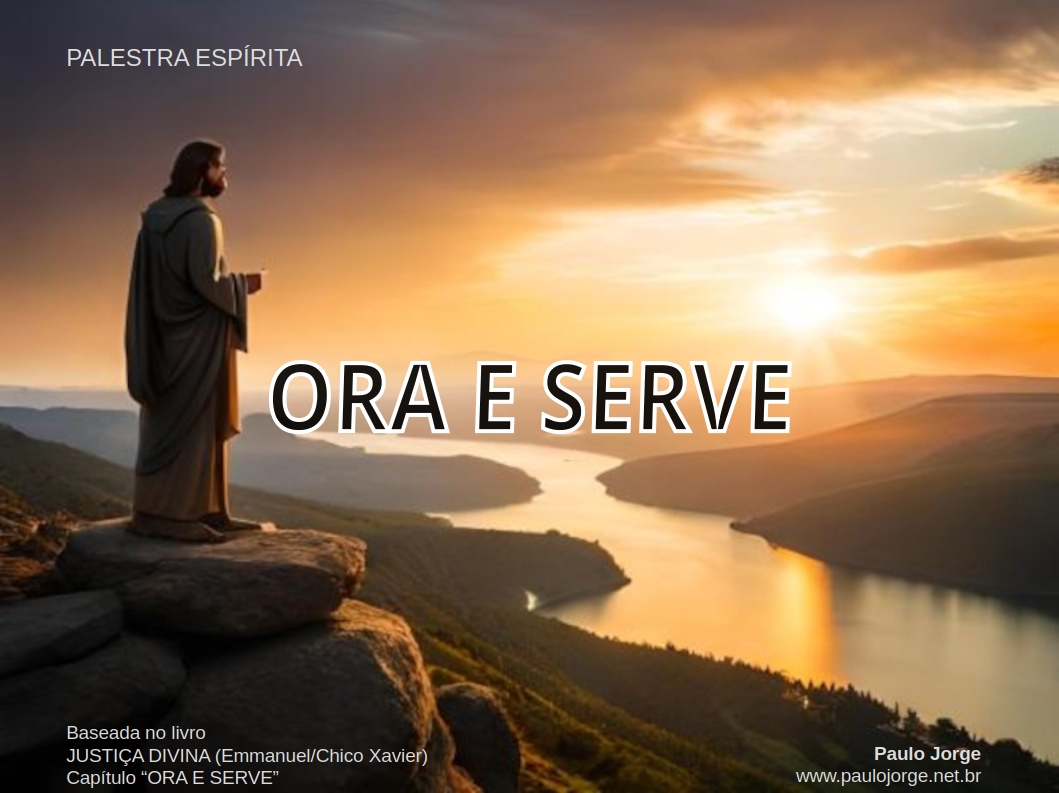 PALESTRA ESPÍRITA
ORA E SERVE
Baseada no livro
JUSTIÇA DIVINA (Emmanuel/Chico Xavier)
Capítulo “ORA E SERVE”
Paulo Jorge
www.paulojorge.net.br